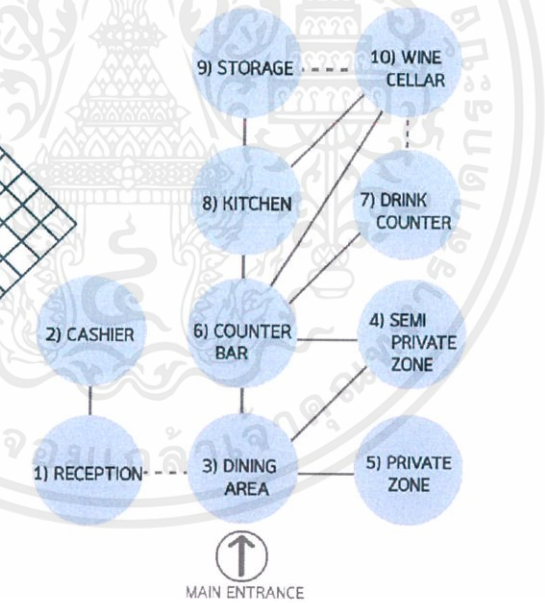 9) STORAGE
10) WINE
CELLAR
8) KITCHEN
7) DRINK
COUNTER
2) CASHIER
6) COUNTER
BAR
4) SEMI
PRIVATE
ZONE
1) RECEPTION
3) DINING
AREA
5) PRIVATE
ZONE
MAIN ENTRANCE